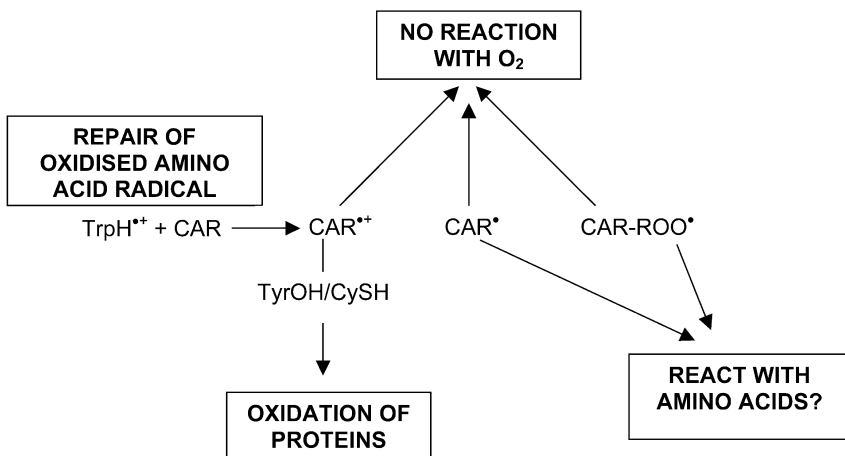 NO REACTION
WITH O₂
REPAIR OF
OXIDISED AMINO
ACID RADICAL
TrpH•+ + CAR
CAR•+
CAR•
CAR-ROO•
TyrOH/CySH
REACT WITH
AMINO ACIDS?
OXIDATION OF
PROTEINS